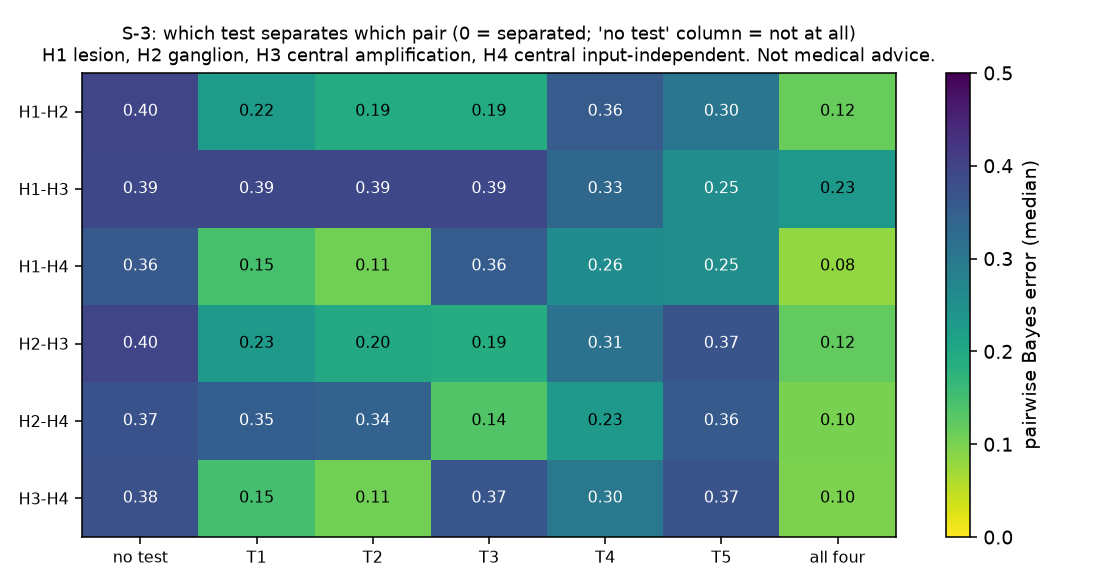 S-3: which test separates which pair (0 = separated; 'no test' column = not at all)
H1 lesion, H2 ganglion, H3 central amplification, H4 central input-independent. Not medical advice.
H1-H2 0.40 0.22 0.19 0.19 0.36 0.30 0.12
H1-H3 0.39 0.39 0.39 0.39 0.33 0.25 0.23
H1-H4 0.36 0.15 0.11 0.36 0.26 0.25 0.08
H2-H3 0.40 0.23 0.20 0.19 0.31 0.37 0.12
H2-H4 0.37 0.35 0.34 0.14 0.23 0.36 0.10
H3-H4 0.38 0.15 0.11 0.37 0.30 0.37 0.10
no test T1 T2 T3 T4 T5 all four
0.5
0.4
0.3
0.2
0.1
0.0
pairwise Bayes error (median)